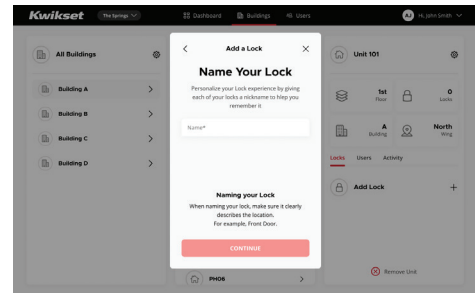 Kwikset
The Springs
Dashboard
Buildings
Users
AJ
Hi, John Smith
All Buildings
Building A
Building B
Building C
Building D
Add a Lock
Name Your Lock
Personalize your Lock experience by giving
each of your locks a nickname to hlep you
remember it
Name*
Naming your Lock
When naming your lock, make sure it clearly
describes the location.
For example, Front Door.
CONTINUE
PH06
Unit 101
1st
Floor
0
Locks
A
Building
North
Wing
Locks
Users
Activity
Add Lock
Remove Unit